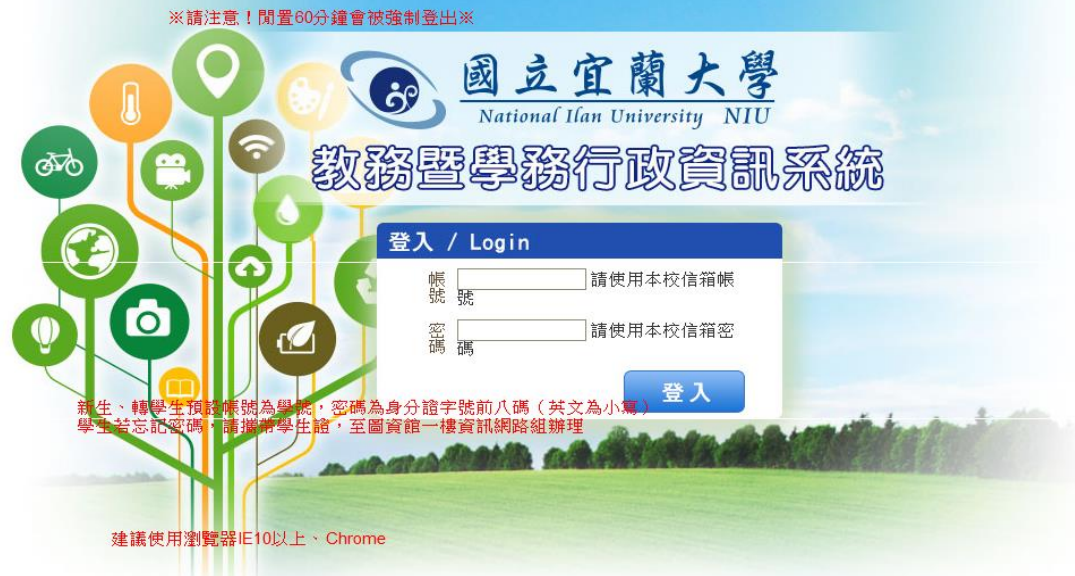 ※請注意！閒置60分鐘會被強制登出※
國立宜蘭大學
National Ilan University NIU
教務暨學務行政資訊系統
登入 / Login
帳號 請使用本校信箱帳號
密碼 請使用本校信箱密碼
登入
新生、轉學生預設帳號為學號，密碼為身分證字號前八碼（英文為小寫）
學生若忘記密碼，請攜帶學生證，至圖資館一樓資訊網路組辦理
建議使用瀏覽器IE10以上、Chrome